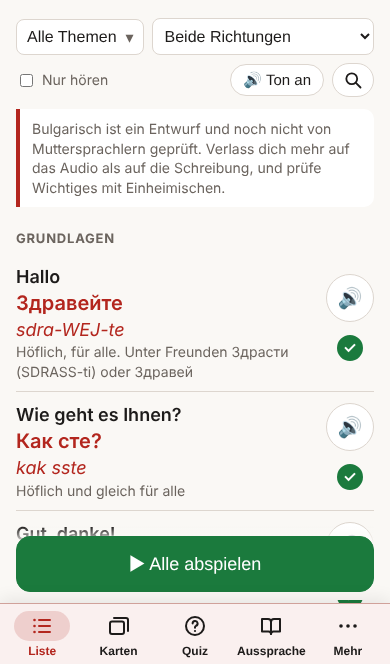 Alle Themen ▾
Beide Richtungen
Nur hören
Ton an
Bulgarisch ist ein Entwurf und noch nicht von
Muttersprachlern geprüft. Verlass dich mehr auf
das Audio als auf die Schreibung, und prüfe
Wichtiges mit Einheimischen.
GRUNDLAGEN
Hallo
Здравейте
sdra-WEJ-te
Höflich, für alle. Unter Freunden Здрасти
(SDRASS-ti) oder Здравей
Wie geht es Ihnen?
Как сте?
kak sste
Höflich und gleich für alle
Gut, danke!
Alle abspielen
Liste
Karten
Quiz
Aussprache
Mehr